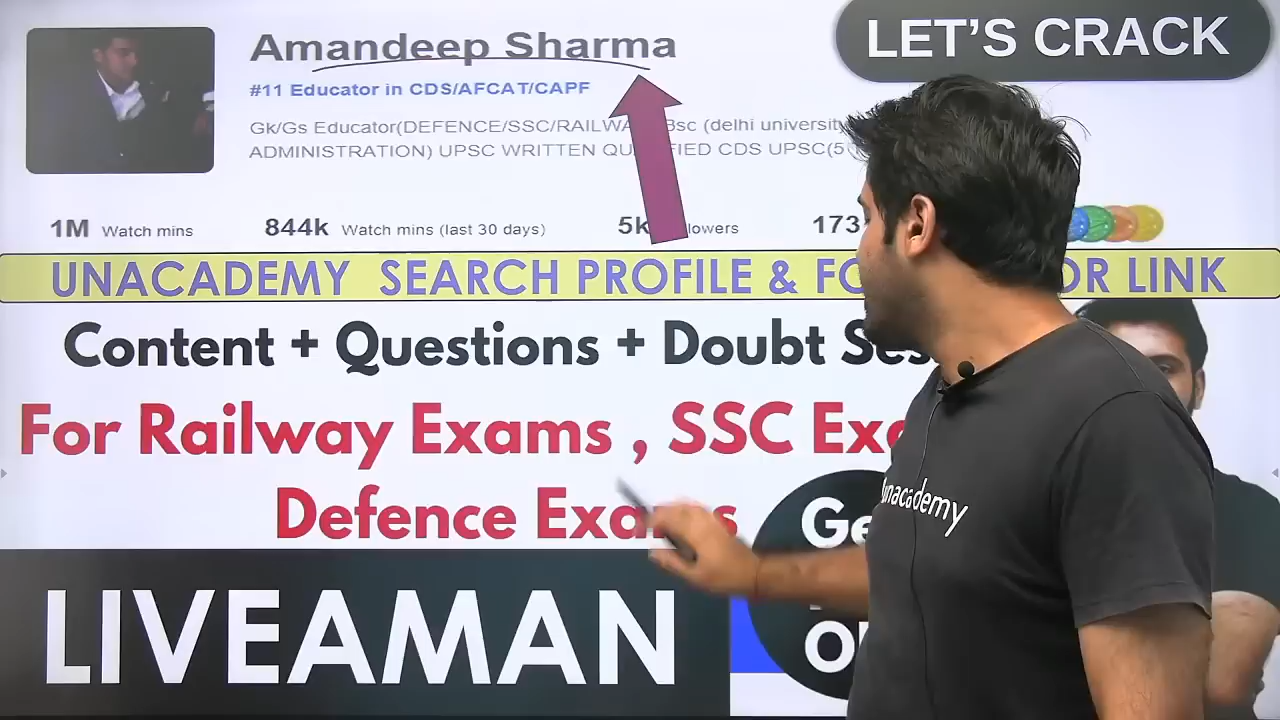 Amandeep Sharma
LET'S CRACK
#11 Educator in CDS/AFCAT/CAPF
Gk/Gs Educator(DEFENCE/SSC/RAILWA Bsc (delhi university
ADMINISTRATION) UPSC WRITTEN QU FIED CDS UPSC(5
1M Watch mins 844k Watch mins (last 30 days) 5k lowers 173
UNACADEMY SEARCH PROFILE & FO OR LINK
Content + Questions + Doubt Ses
For Railway Exams , SSC Exa
Defence Exa s
Ge
LIVEAMAN
unacademy